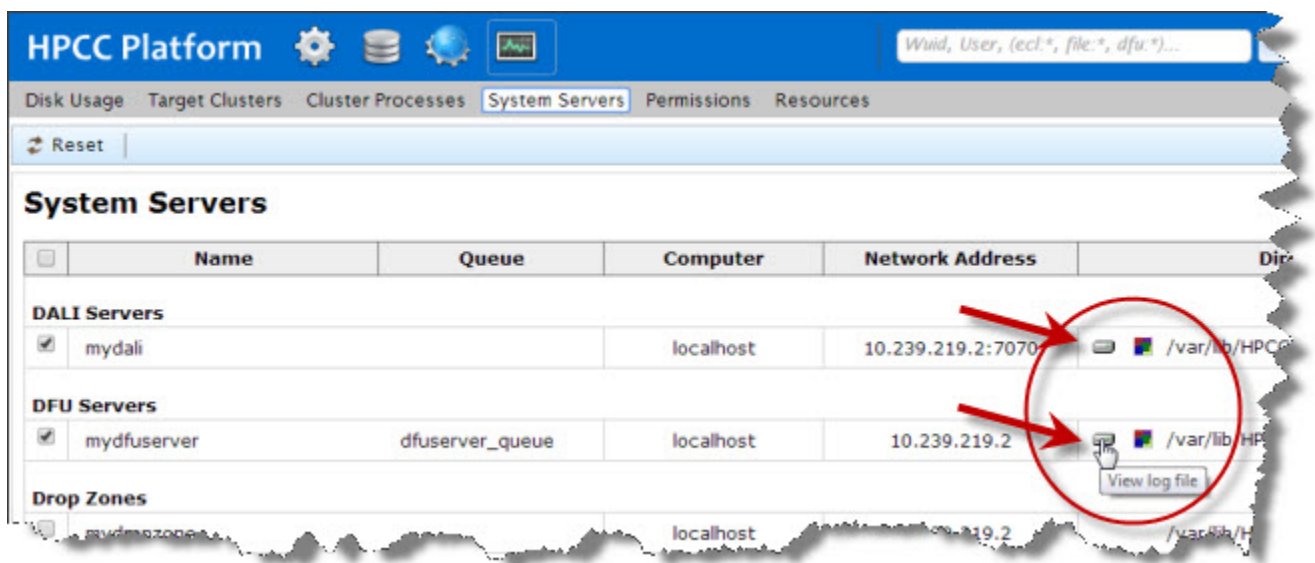 HPCC Platform Wuid, User, (ecl:*, file:*, dfu:*)...
Disk Usage Target Clusters Cluster Processes System Servers Permissions Resources
Reset
System Servers
Name Queue Computer Network Address
DALI Servers
mydali localhost 10.239.219.2:7070 /var/lib/HPCC
DFU Servers
mydfuserver dfuserver_queue localhost 10.239.219.2 /var/lib/HP
View log file
Drop Zones
localhost